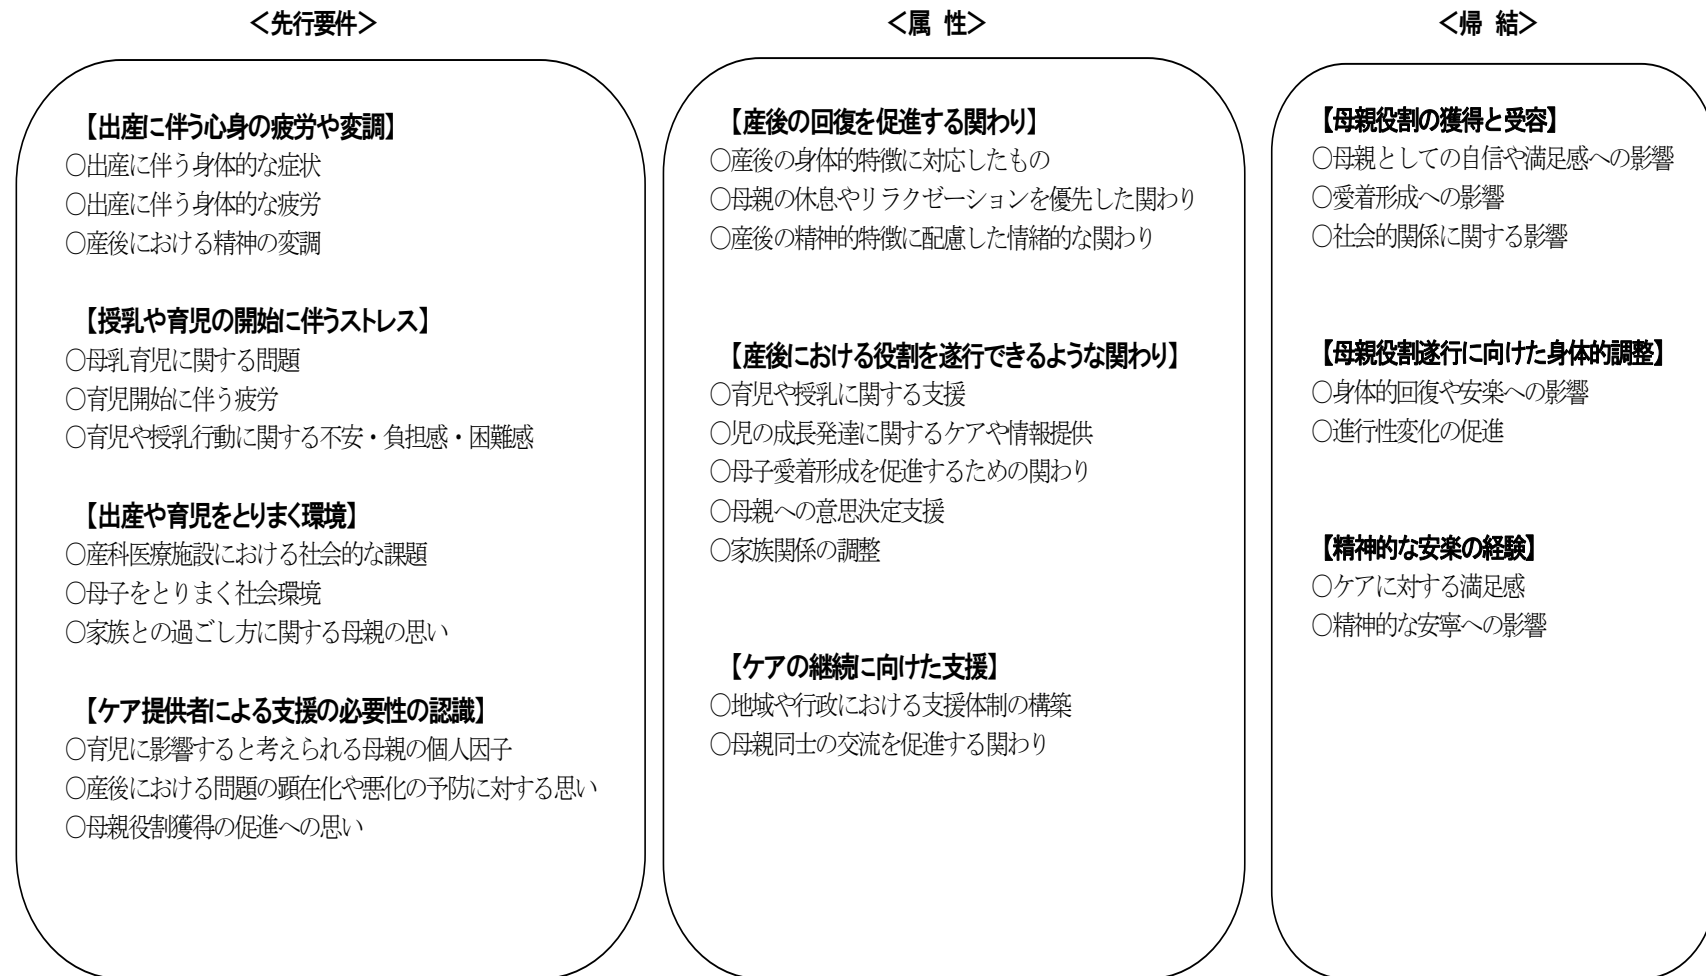 ＜先行要件＞
【出産に伴う心身の疲労や変調】
○出産に伴う身体的な症状
○出産に伴う身体的な疲労
○産後における精神の変調
【授乳や育児の開始に伴うストレス】
○母乳育児に関する問題
○育児開始に伴う疲労
○育児や授乳行動に関する不安・負担感・困難感
【出産や育児をとりまく環境】
○産科医療施設における社会的な課題
○母子をとりまく社会環境
○家族との過ごし方に関する母親の思い
【ケア提供者による支援の必要性の認識】
○育児に影響すると考えられる母親の個人因子
○産後における問題の顕在化や悪化の予防に対する思い
○母親役割獲得の促進への思い
＜属 性＞
【産後の回復を促進する関わり】
○産後の身体的特徴に対応したもの
○母親の休息やリラクゼーションを優先した関わり
○産後の精神的特徴に配慮した情緒的な関わり
【産後における役割を遂行できるような関わり】
○育児や授乳に関する支援
○児の成長発達に関するケアや情報提供
○母子愛着形成を促進するための関わり
○母親への意思決定支援
○家族関係の調整
【ケアの継続に向けた支援】
○地域や行政における支援体制の構築
○母親同士の交流を促進する関わり
＜帰 結＞
【母親役割の獲得と受容】
○母親としての自信や満足感への影響
○愛着形成への影響
○社会的関係に関する影響
【母親役割遂行に向けた身体的調整】
○身体的回復や安楽への影響
○進行性変化の促進
【精神的な安楽の経験】
○ケアに対する満足感
○精神的な安寧への影響